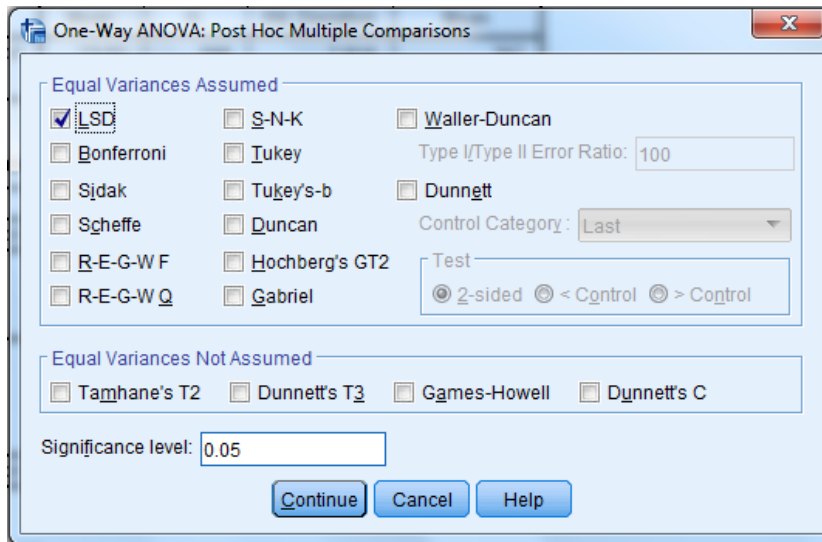 One-Way ANOVA: Post Hoc Multiple Comparisons
X
Equal Variances Assumed
LSD S-N-K Waller-Duncan
Bonferroni Tukey Type I/Type II Error Ratio: 100
Sidak Tukey's-b Dunnett
Scheffe Duncan Control Category : Last
R-E-G-W F Hochberg's GT2 Test
R-E-G-W Q Gabriel 2-sided < Control > Control
Equal Variances Not Assumed
Tamhane's T2 Dunnett's T3 Games-Howell Dunnett's C
Significance level: 0.05
Continue Cancel Help